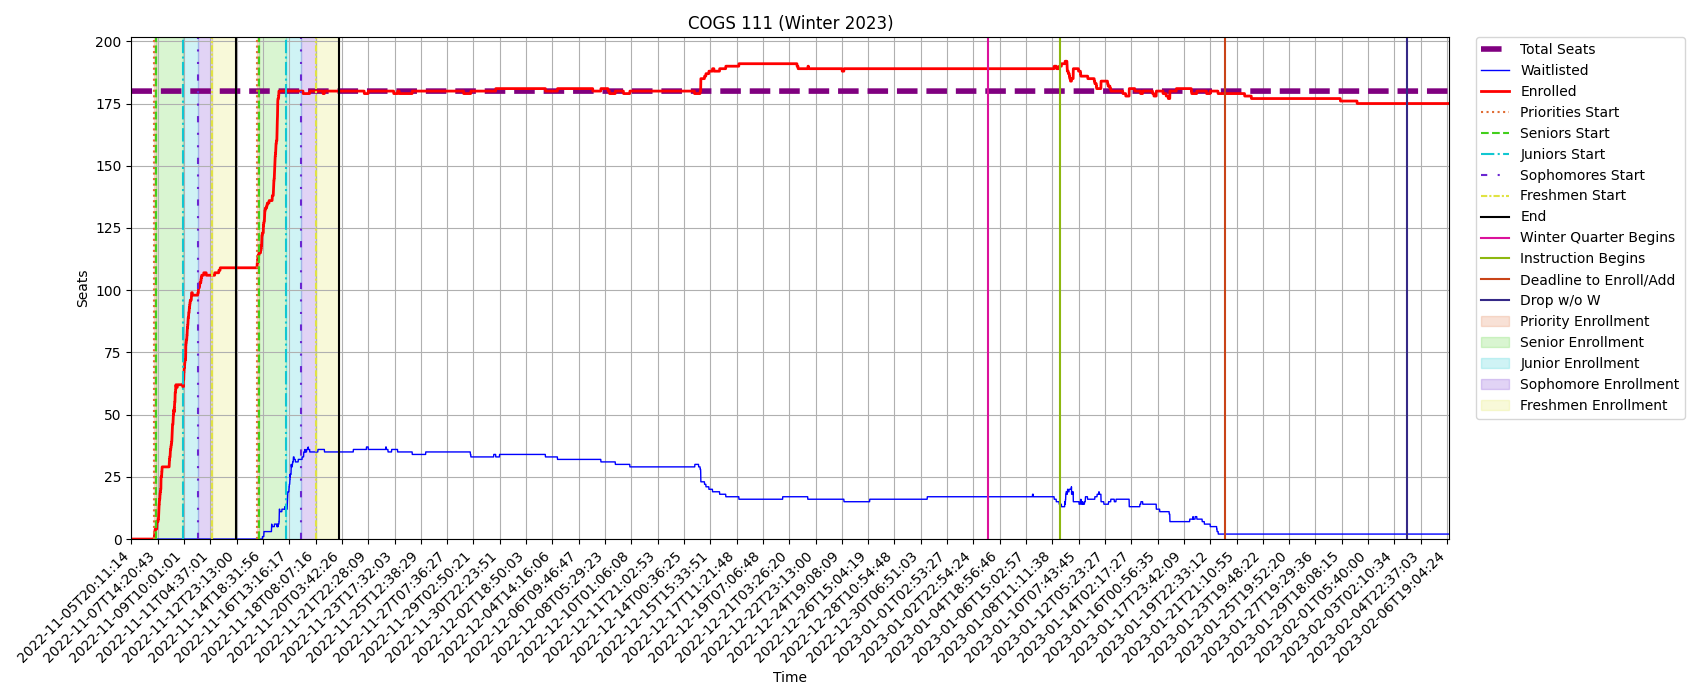 COGS 111 (Winter 2023)
Seats
200
175
150
125
100
75
50
25
0
2022-11-05T20:11:14
2022-11-07T14:20:43
2022-11-09T10:01:01
2022-11-11T04:37:01
2022-11-12T23:13:00
2022-11-14T18:31:56
2022-11-16T13:16:17
2022-11-18T08:07:16
2022-11-20T03:42:26
2022-11-21T22:28:09
2022-11-23T17:32:03
2022-11-25T12:38:29
2022-11-27T07:36:27
2022-11-29T02:50:21
2022-11-30T22:23:51
2022-12-02T18:50:03
2022-12-04T14:16:06
2022-12-06T09:46:47
2022-12-08T05:29:23
2022-12-10T01:06:08
2022-12-11T21:02:53
2022-12-14T00:36:25
2022-12-15T15:33:51
2022-12-17T11:21:48
2022-12-19T07:06:48
2022-12-21T03:26:20
2022-12-22T23:13:00
2022-12-24T19:08:09
2022-12-26T15:04:19
2022-12-28T10:54:48
2022-12-30T06:51:03
2023-01-01T02:53:27
2023-01-02T22:54:24
2023-01-04T18:56:46
2023-01-06T15:02:57
2023-01-08T11:11:38
2023-01-10T07:43:45
2023-01-12T05:23:27
2023-01-14T02:17:27
2023-01-16T00:56:35
2023-01-17T23:42:09
2023-01-19T22:33:12
2023-01-21T21:10:55
2023-01-23T19:48:22
2023-01-25T19:52:20
2023-01-27T19:29:36
2023-01-29T18:08:15
2023-02-01T05:40:00
2023-02-03T02:10:34
2023-02-04T22:37:03
2023-02-06T19:04:24
Time
Total Seats
Waitlisted
Enrolled
Priorities Start
Seniors Start
Juniors Start
Sophomores Start
Freshmen Start
End
Winter Quarter Begins
Instruction Begins
Deadline to Enroll/Add
Drop w/o W
Priority Enrollment
Senior Enrollment
Junior Enrollment
Sophomore Enrollment
Freshmen Enrollment